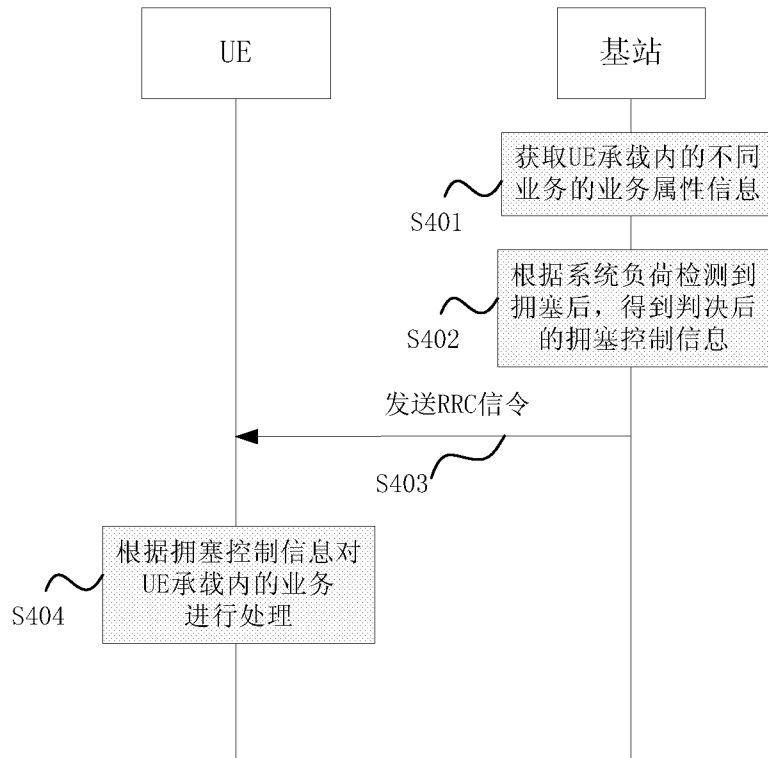 UE
基站
获取UE承载内的不同
业务的业务属性信息
S401
根据系统负荷检测到
拥塞后，得到判决后
的拥塞控制信息
S402
发送RRC信令
S403
根据拥塞控制信息对
UE承载内的业务
进行处理
S404